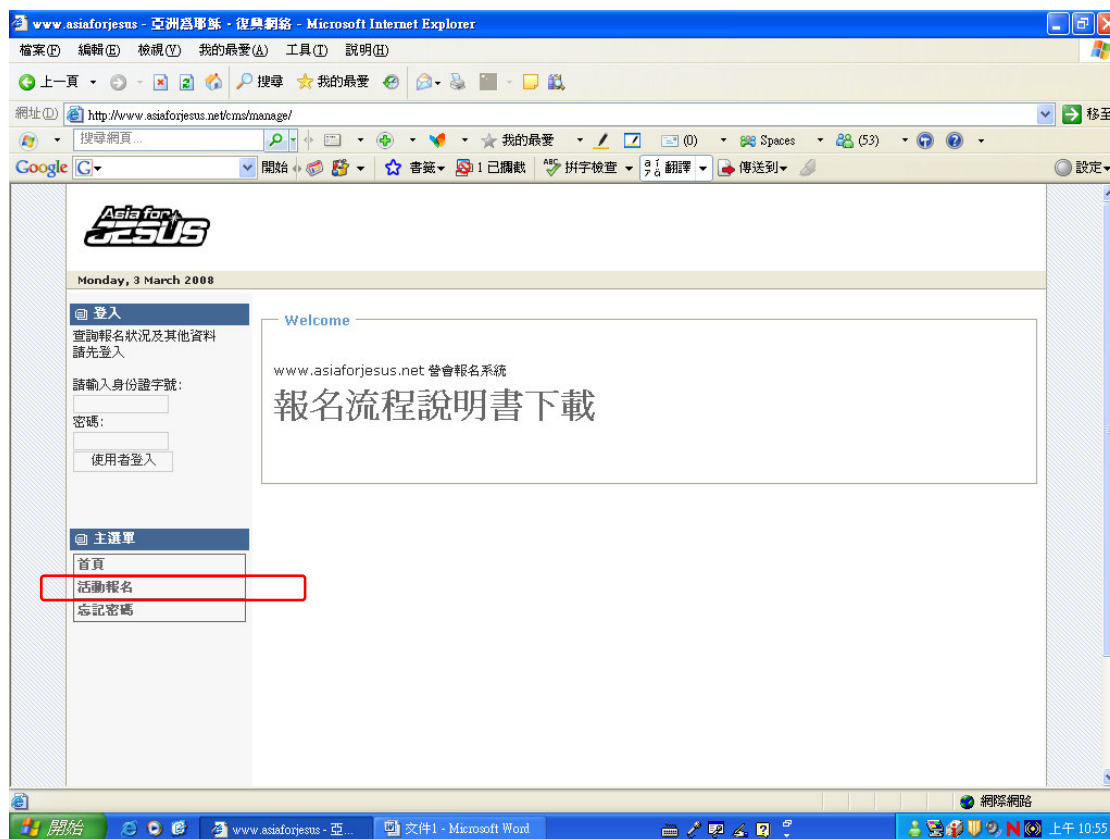 www.asiaforjesus - 亞洲為耶穌‧復興網絡 - Microsoft Internet Explorer
檔案(F) 編輯(E) 檢視(V) 我的最愛(A) 工具(T) 說明(H)
上一頁 搜尋 我的最愛
網址(D) http://www.asiaforjesus.net/cms/manage/ 移至
搜尋網頁... 我的最愛 (0) Spaces (53)
Google G 開始 書籤 1 已攔截 ABC 拼字檢查 翻譯 傳送到 設定
Asia for
JESUS
Monday, 3 March 2008
登入
查詢報名狀況及其他資料
請先登入
請輸入身份證字號:
密碼:
使用者登入
Welcome
www.asiaforjesus.net 營會報名系統
報名流程說明書下載
主選單
首頁
活動報名
忘記密碼
網際網路
開始 www.asiaforjesus - 亞... 文件1 - Microsoft Word 上午 10:55